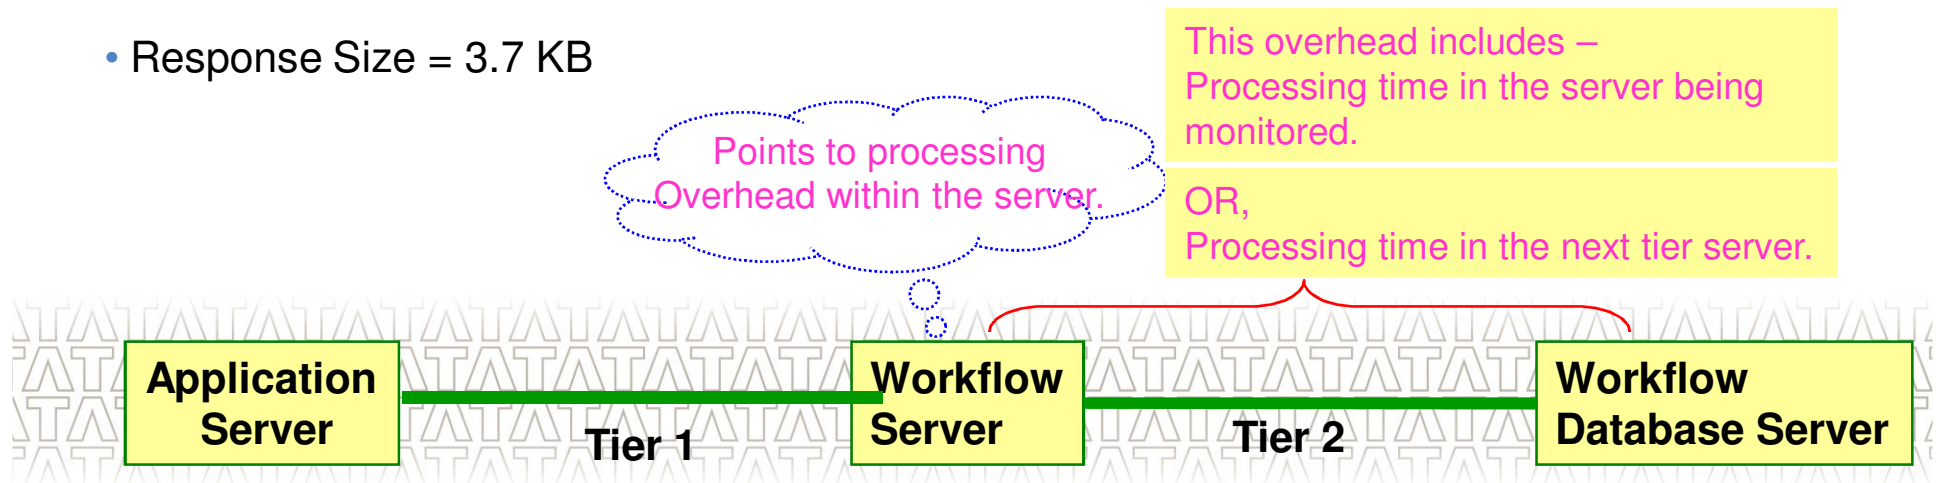 • Response Size = 3.7 KB
This overhead includes –
Processing time in the server being
monitored.
Points to processing
Overhead within the server.
OR,
Processing time in the next tier server.
Application
Server
Tier 1
Workflow
Server
Tier 2
Workflow
Database Server
TATA